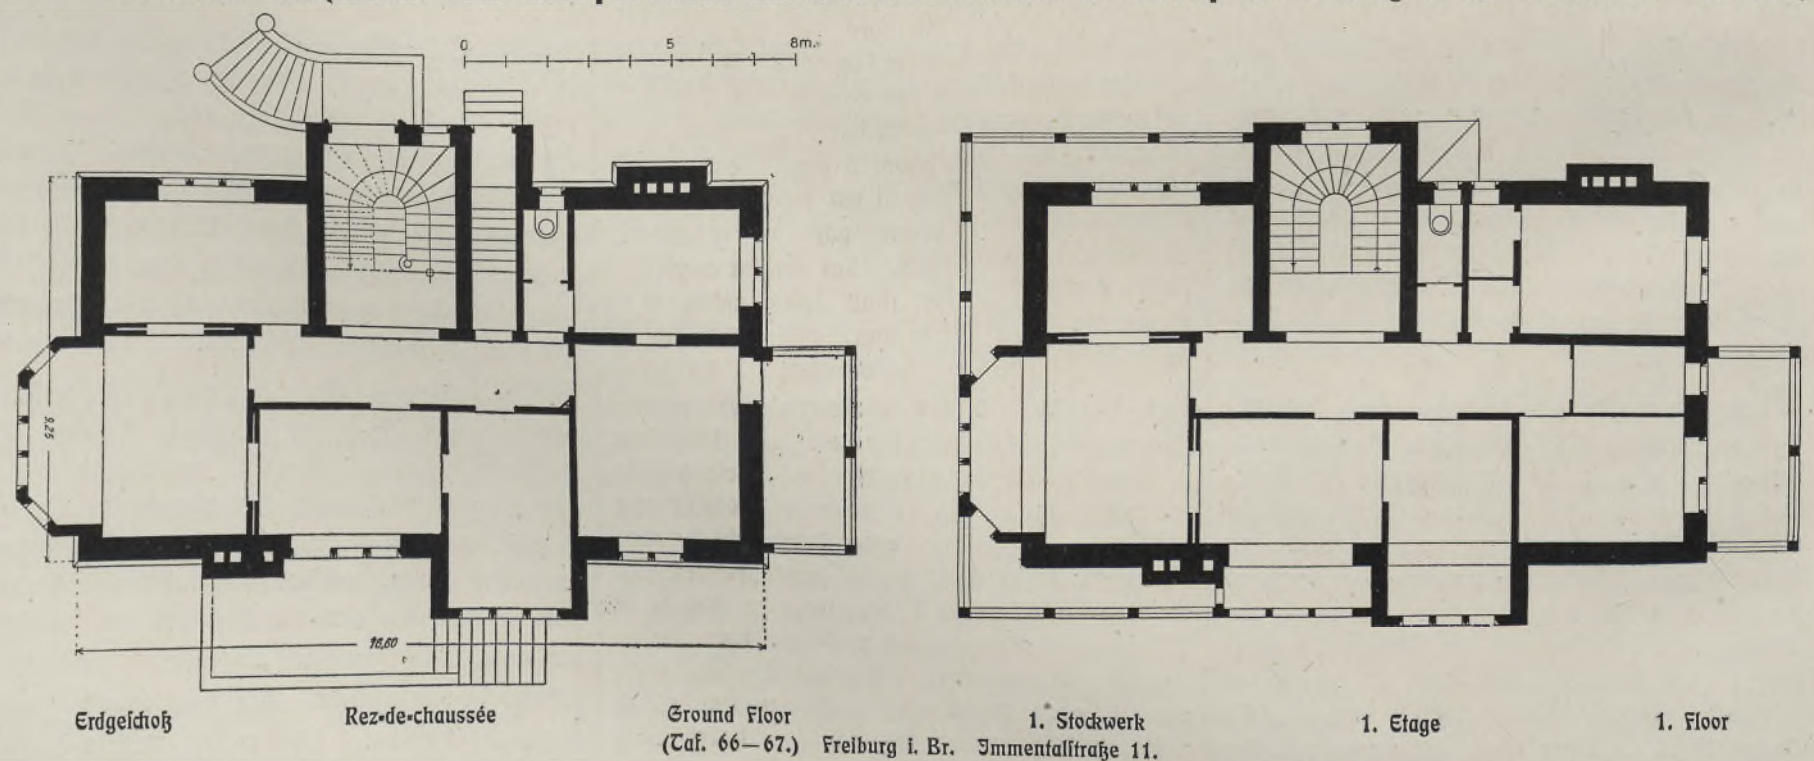 0 5 8m.
9.25
16,60
Erdgeschoß Rez-de-chaussée Ground Floor 1. Stockwerk 1. Etage 1. Floor
(Taf. 66—67.) Freiburg i. Br. Immentalstraße 11.